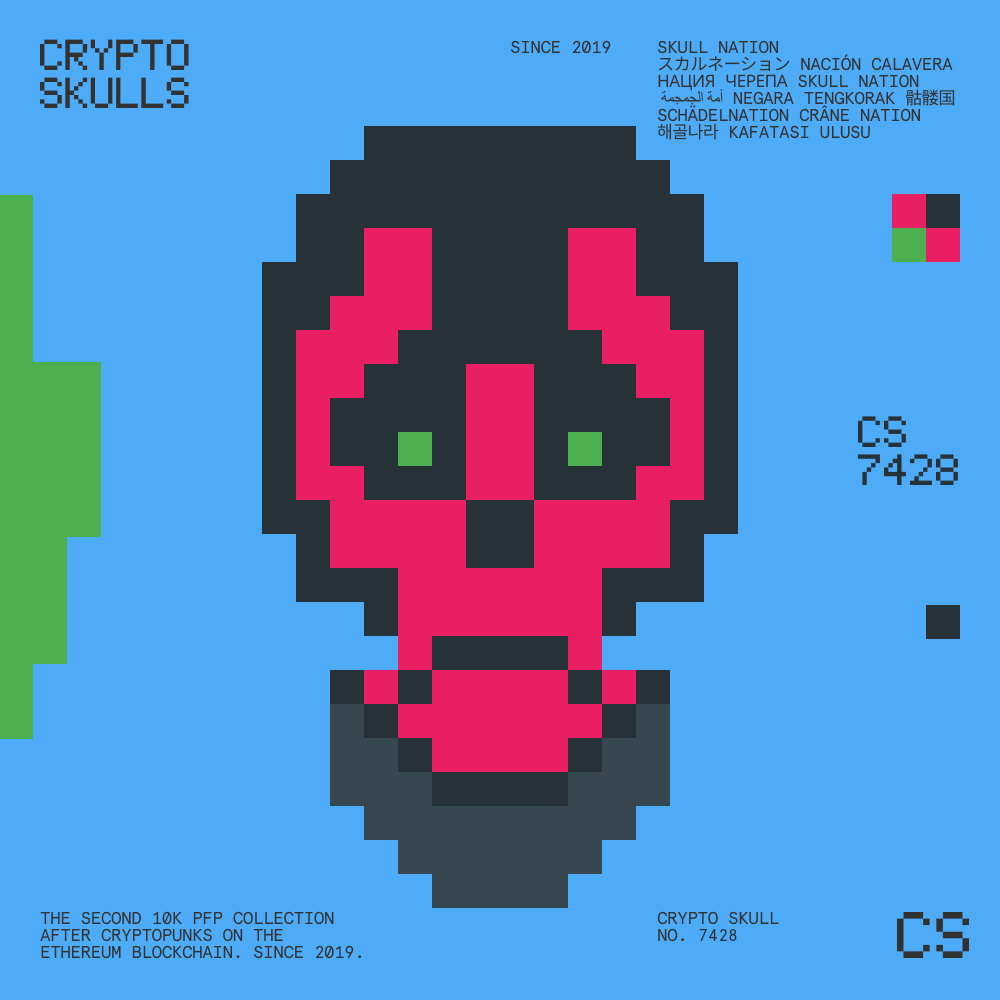 CRYPTO
SKULLS
SINCE 2019
SKULL NATION
スカルネーション NACIÓN CALAVERA
НАЦИЯ ЧЕРЕПА SKULL NATION
أمة الجمجمة NEGARA TENGKORAK 骷髅国
SCHÄDELNATION CRÂNE NATION
해골나라 KAFATASI ULUSU
CS
7428
THE SECOND 10K PFP COLLECTION
AFTER CRYPTOPUNKS ON THE
ETHEREUM BLOCKCHAIN. SINCE 2019.
CRYPTO SKULL
NO. 7428
CS